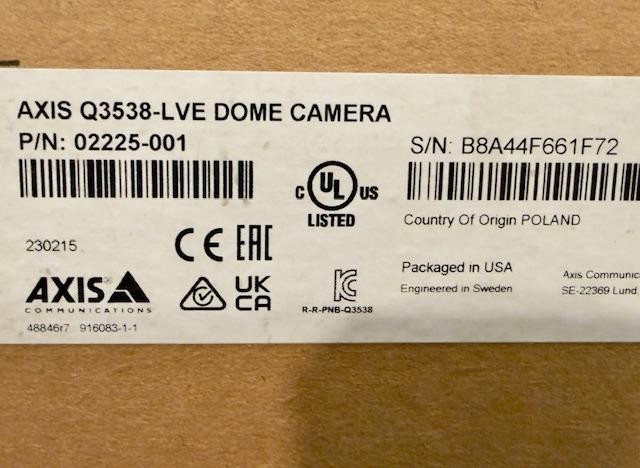 AXIS Q3538-LVE DOME CAMERA
P/N: 02225-001
S/N: B8A44F661F72
C UL US
LISTED
Country Of Origin POLAND
230215
CE EAC
Packaged in USA
Engineered in Sweden
Axis Communic
SE-22369 Lund,
AXIS
COMMUNICATIONS
UK
CA
R-R-PNB-Q3538
48846r7 916083-1-1